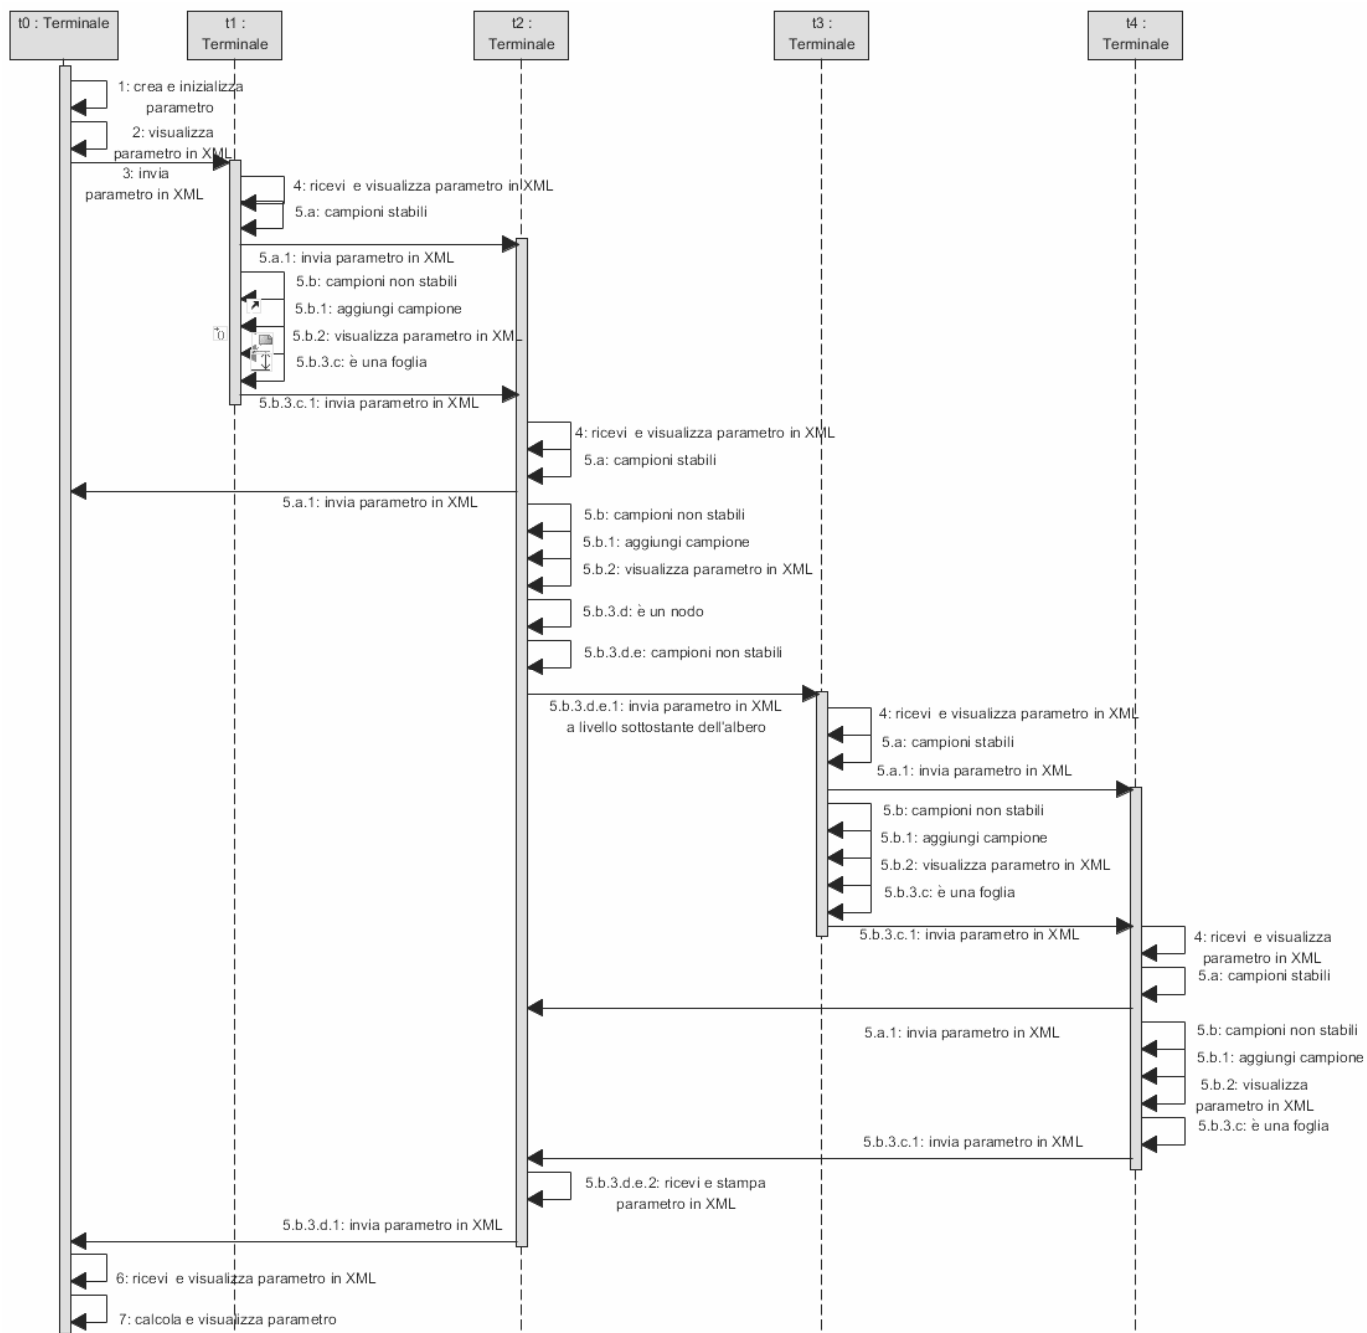 t0 : Terminale
t1 :
Terminale
t2 :
Terminale
t3 :
Terminale
t4 :
Terminale
1: crea e inizializza
parametro
2: visualizza
parametro in XML
3: invia
parametro in XML
4: ricevi e visualizza parametro in XML
5.a: campioni stabili
5.a.1: invia parametro in XML
5.b: campioni non stabili
5.b.1: aggiungi campione
5.b.2: visualizza parametro in XML
5.b.3.c: è una foglia
5.b.3.c.1: invia parametro in XML
4: ricevi e visualizza parametro in XML
5.a: campioni stabili
5.a.1: invia parametro in XML
5.b: campioni non stabili
5.b.1: aggiungi campione
5.b.2: visualizza parametro in XML
5.b.3.d: è un nodo
5.b.3.d.e: campioni non stabili
5.b.3.d.e.1: invia parametro in XML
a livello sottostante dell'albero
4: ricevi e visualizza parametro in XML
5.a: campioni stabili
5.a.1: invia parametro in XML
5.b: campioni non stabili
5.b.1: aggiungi campione
5.b.2: visualizza parametro in XML
5.b.3.c: è una foglia
5.b.3.c.1: invia parametro in XML
4: ricevi e visualizza
parametro in XML
5.a: campioni stabili
5.a.1: invia parametro in XML
5.b: campioni non stabili
5.b.1: aggiungi campione
5.b.2: visualizza
parametro in XML
5.b.3.c: è una foglia
5.b.3.c.1: invia parametro in XML
5.b.3.d.e.2: ricevi e stampa
parametro in XML
5.b.3.d.1: invia parametro in XML
6: ricevi e visualizza parametro in XML
7: calcola e visualizza parametro